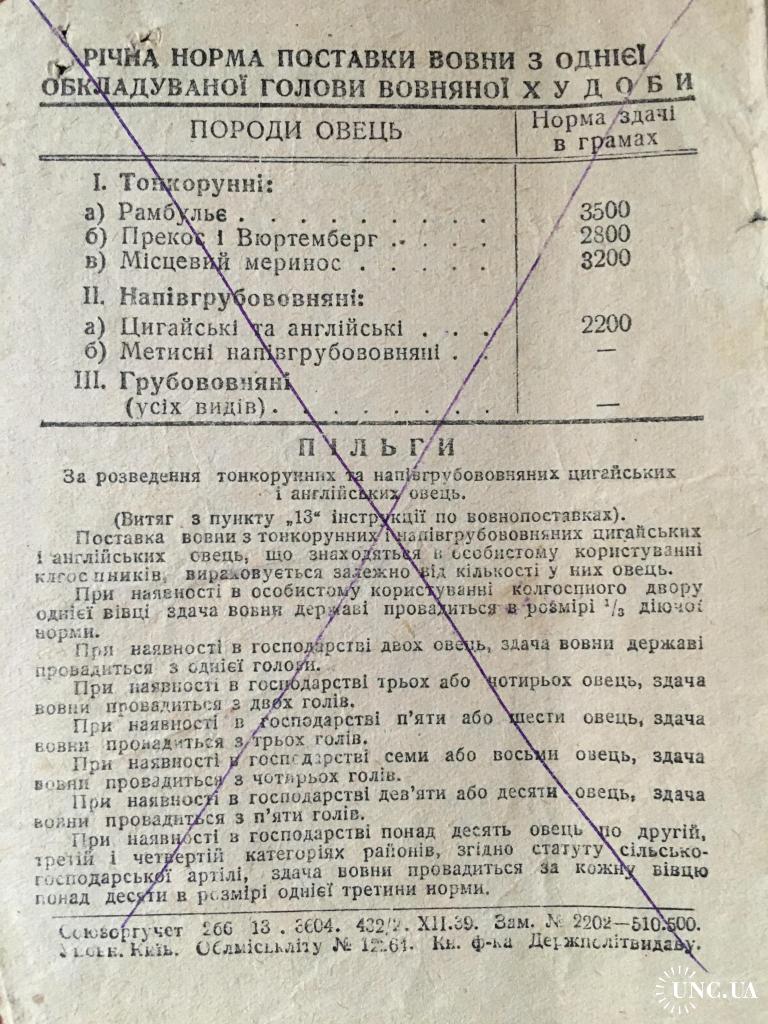 РІЧНА НОРМА ПОСТАВКИ ВОВНИ З ОДНІЄЇ
ОБКЛАДУВАНОЇ ГОЛОВИ ВОВНЯНОЇ ХУДОБИ
ПОРОДИ ОВЕЦЬ
Норма здачі
в грамах
І. Тонкорунні:
а) Рамбульє . . . . . . . . . . 3500
б) Прекос і Вюртемберг . . . . . 2800
в) Місцевий меринос . . . . . . 3200
ІІ. Напівгрубововняні:
а) Цигайські та англійські . . . 2200
б) Метисні напівгрубововняні . . —
ІІІ. Грубововняні
(усіх видів) . . . . . . . . —
ПІЛЬГИ
За розведення тонкорунних та напівгрубововняних цигайських
і англійських овець.
(Витяг з пункту „13“ інструкції по вовнопоставках).
Поставка вовни з тонкорунних і напівгрубововняних цигайських
і англійських овець, що знаходяться в особистому користуванні
колгоспників, вираховується залежно від кількості у них овець.
При наявності в особистому користуванні колгоспного двору
однієї вівці здача вовни державі провадиться в розмірі 1/3 діючої
норми.
При наявності в господарстві двох овець, здача вовни державі
провадиться з однієї голови.
При наявності в господарстві трьох або чотирьох овець, здача
вовни провадиться з двох голів.
При наявності в господарстві п'яти або шести овець, здача
вовни провадиться з трьох голів.
При наявності в господарстві семи або восьми овець, здача
вовни провадиться з чотирьох голів.
При наявності в господарстві дев'яти або десяти овець, здача
вовни провадиться з п'яти голів.
При наявності в господарстві понад десять овець по другій,
третій і четвертій категоріях районів, згідно статуту сільсько-
господарської артілі, здача вовни провадиться за кожну вівцю
понад десяти в розмірі однієї третини норми.
Союзоргучет 266 13 . 3604. XII.39. Зам. № 2202—510.500.
Київ. Облміськліту № Кн. ф-ка Держполітвидаву.
UNC.UA